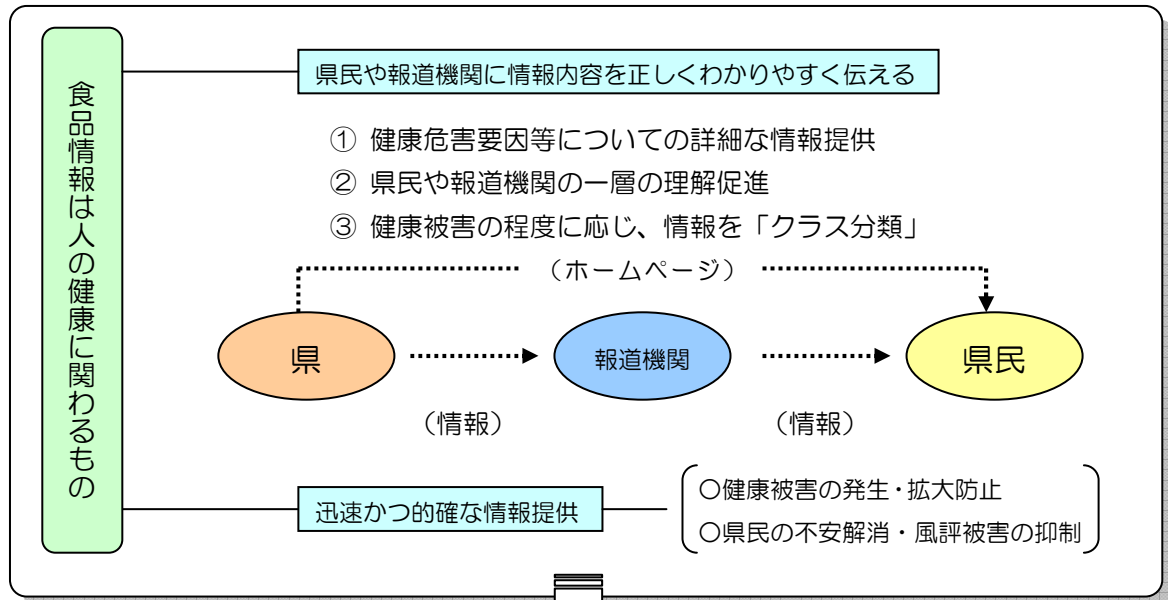 食品情報は人の健康に関わるもの
県民や報道機関に情報内容を正しくわかりやすく伝える
① 健康危害要因等についての詳細な情報提供
② 県民や報道機関の一層の理解促進
③ 健康被害の程度に応じ、情報を「クラス分類」
（ホームページ）
県
報道機関
県民
（情報）
（情報）
迅速かつ的確な情報提供
〇健康被害の発生・拡大防止
〇県民の不安解消・風評被害の抑制